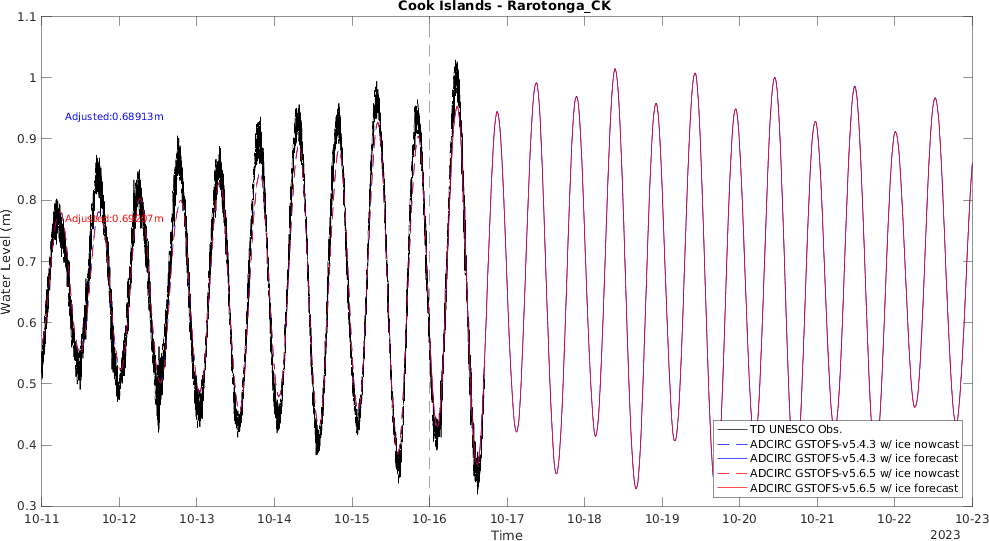 Cook Islands - Rarotonga_CK
1.1
1
0.9
0.8
0.7
0.6
0.5
0.4
0.3
Water Level (m)
Adjusted:0.68913m
Adjusted:0.69297m
TD UNESCO Obs.
ADCIRC GSTOFS-v5.4.3 w/ ice nowcast
ADCIRC GSTOFS-v5.4.3 w/ ice forecast
ADCIRC GSTOFS-v5.6.5 w/ ice nowcast
ADCIRC GSTOFS-v5.6.5 w/ ice forecast
10-11 10-12 10-13 10-14 10-15 10-16 10-17 10-18 10-19 10-20 10-21 10-22 10-23
Time
2023